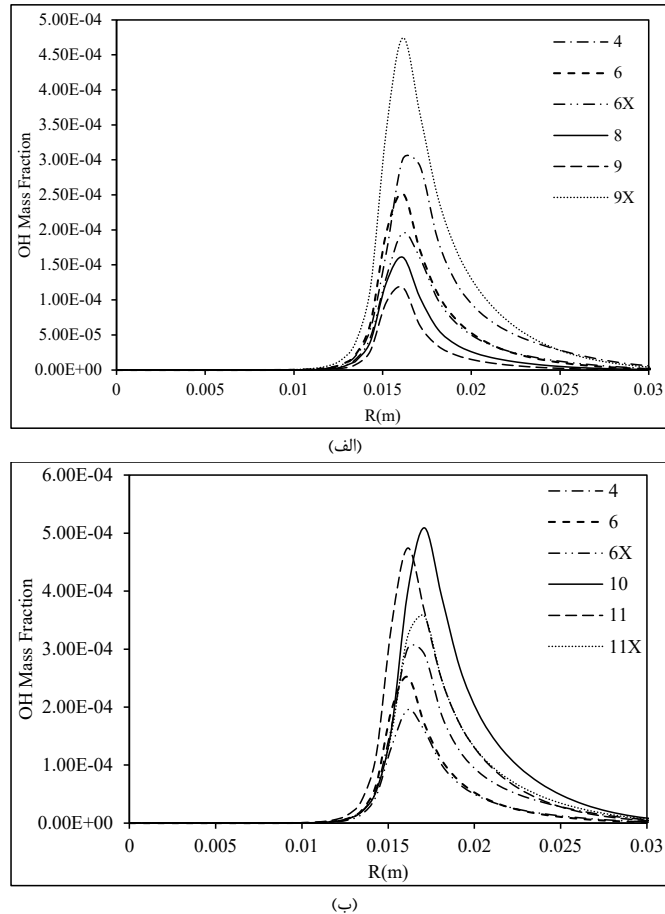 5.00E-04
4.50E-04
4.00E-04
3.50E-04
3.00E-04
2.50E-04
2.00E-04
1.50E-04
1.00E-04
5.00E-05
0.00E+00
OH Mass Fraction
4
6
6X
8
9
9X
0 0.005 0.01 0.015 0.02 0.025 0.03
R(m)
(الف)
6.00E-04
5.00E-04
4.00E-04
3.00E-04
2.00E-04
1.00E-04
0.00E+00
OH Mass Fraction
4
6
6X
10
11
11X
0 0.005 0.01 0.015 0.02 0.025 0.03
R(m)
(ب)